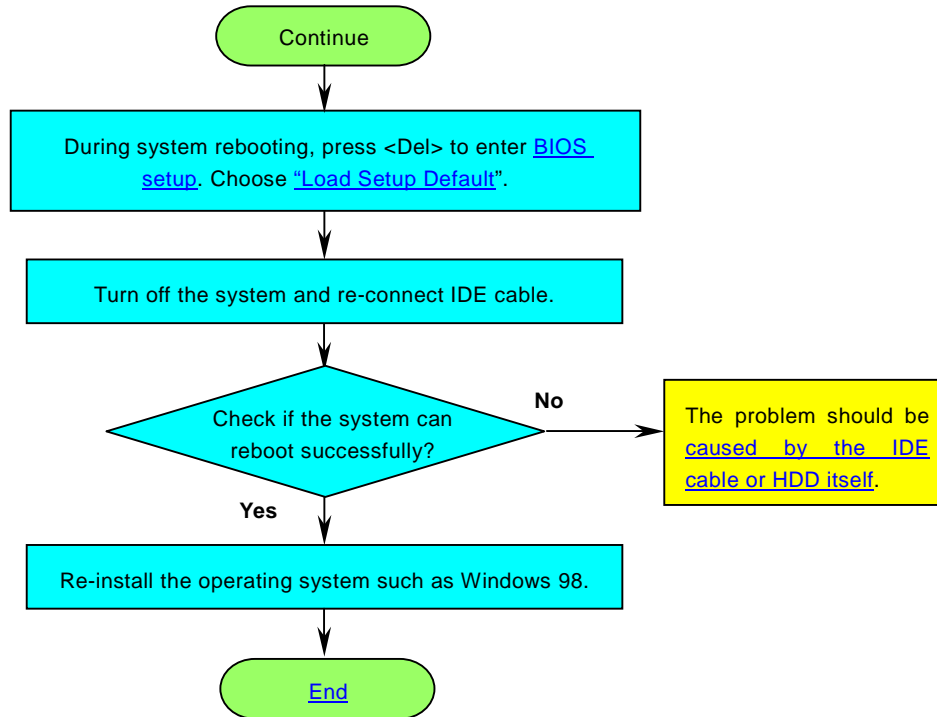 Continue
During system rebooting, press <Del> to enter BIOS
setup. Choose “Load Setup Default”.
Turn off the system and re-connect IDE cable.
Check if the system can
reboot successfully?
No
The problem should be
caused by the IDE
cable or HDD itself.
Yes
Re-install the operating system such as Windows 98.
End